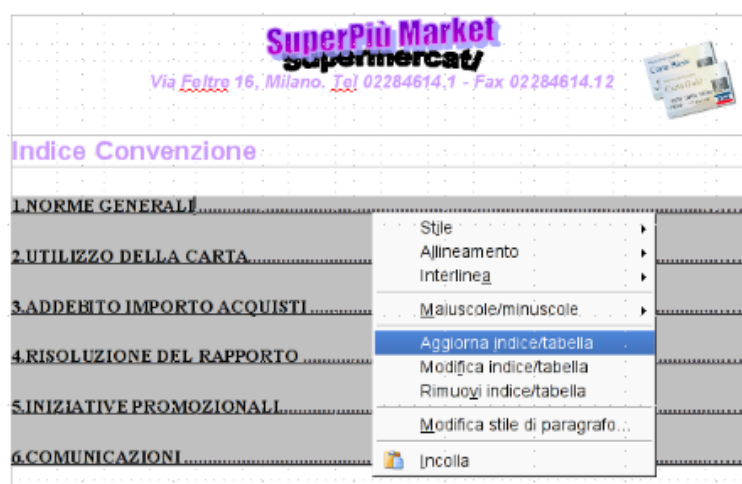 SuperPiù Market
supermercati
Via Feltre 16, Milano. Tel 02284614.1 - Fax 02284614.12
Indice Convenzione
1.NORME GENERALI
2.UTILIZZO DELLA CARTA
3.ADDEBITO IMPORTO ACQUISTI
4.RISOLUZIONE DEL RAPPORTO
5.INIZIATIVE PROMOZIONALI
6.COMUNICAZIONI
Stile
Allineamento
Interlinea
Maiuscole/minuscole
Aggiorna indice/tabella
Modifica indice/tabella
Rimuovi indice/tabella
Modifica stile di paragrafo...
Incolla